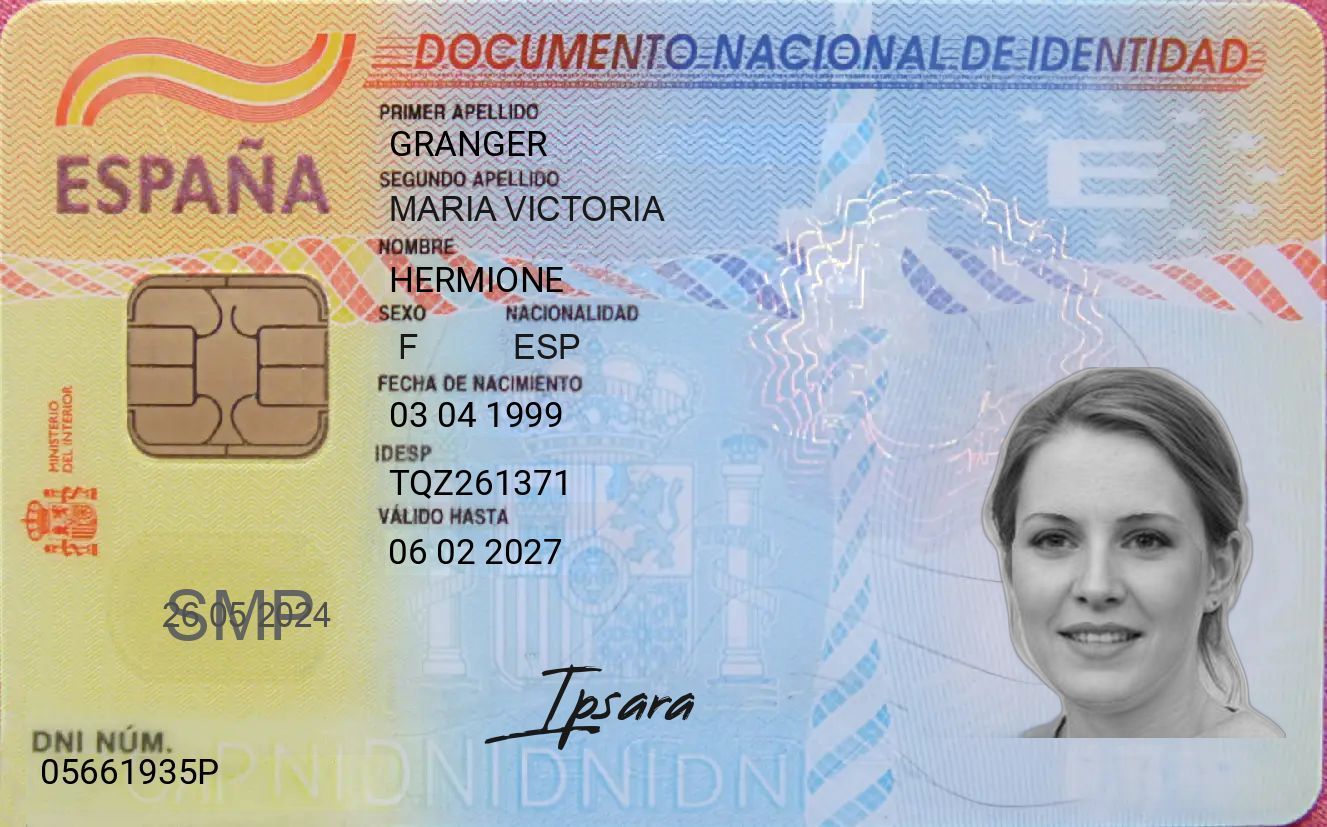 DOCUMENTO NACIONAL DE IDENTIDAD
ESPAÑA
PRIMER APELLIDO
GRANGER
SEGUNDO APELLIDO
MARIA VICTORIA
NOMBRE
HERMIONE
SEXO NACIONALIDAD
F ESP
FECHA DE NACIMIENTO
03 04 1999
IDESP
TQZ261371
VÁLIDO HASTA
06 02 2027
MINISTERIO
DEL INTERIOR
E
SMP
26 05 2024
Ipsara
DNI NÚM.
05661935P
DNIDNIDNIDNI